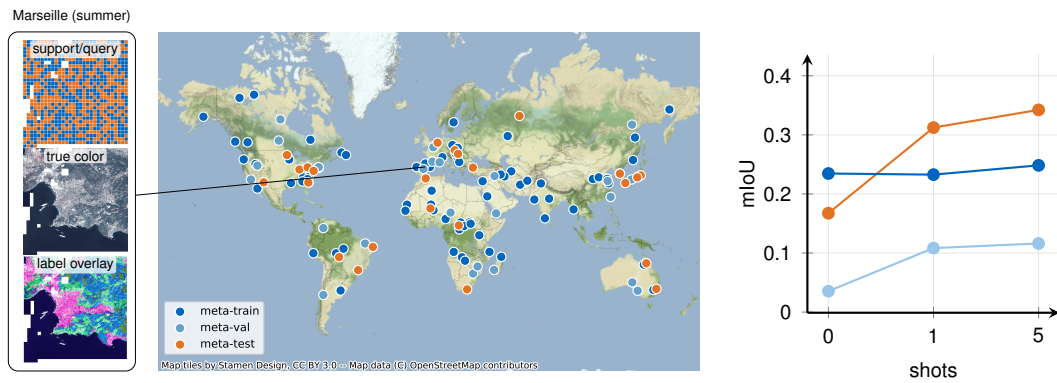 Marseille (summer)
support/query
true color
label overlay
meta-train
meta-val
meta-test
Map tiles by Stamen Design, CC BY 3.0 -- Map data (C) OpenStreetMap contributors
0.4
0.3
0.2
0.1
0
mIoU
0 1 5
shots